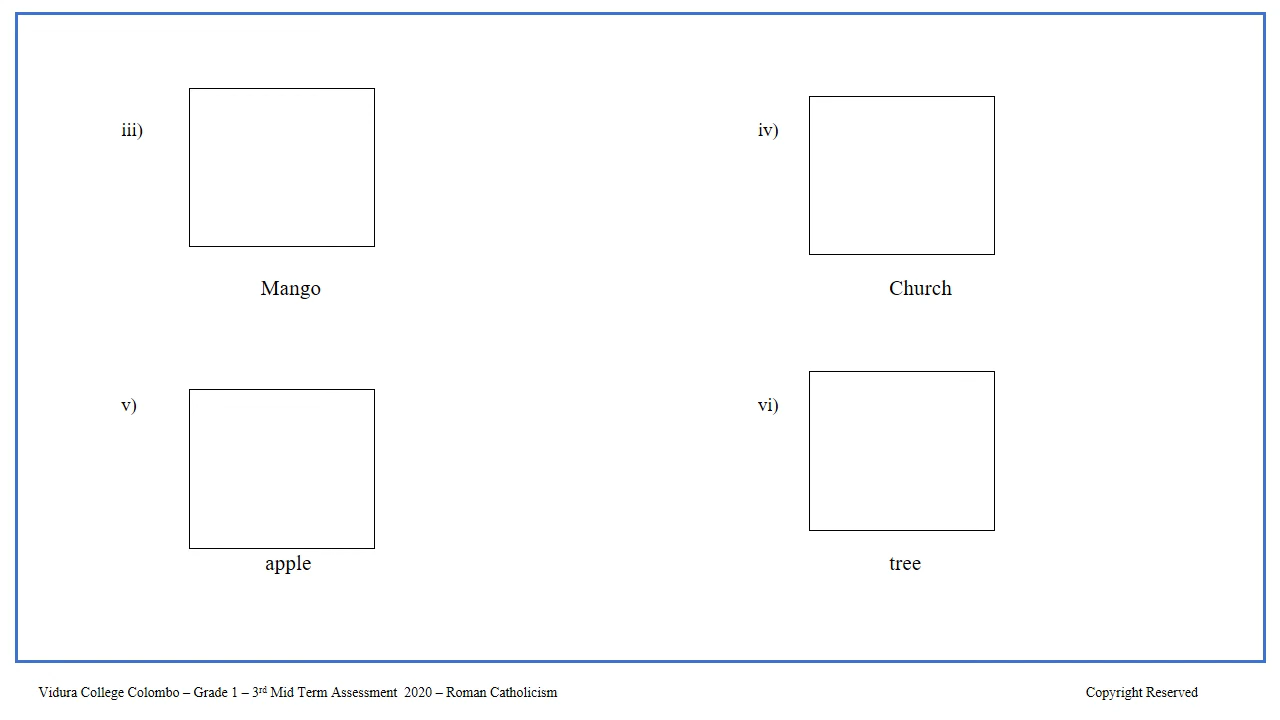 iii)
iv)
Mango
Church
v)
vi)
apple
tree
Vidura College Colombo – Grade 1 – 3rd Mid Term Assessment 2020 – Roman Catholicism
Copyright Reserved